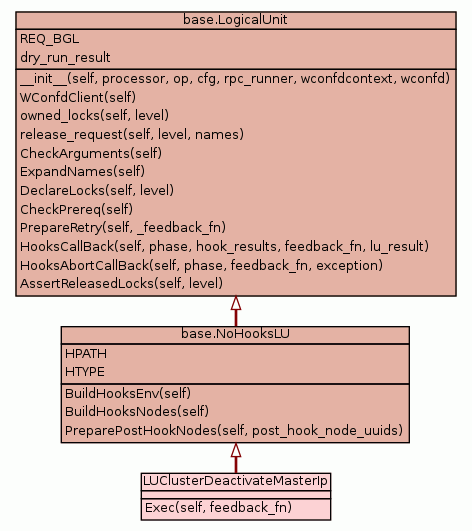 base.LogicalUnit
REQ_BGL
dry_run_result
__init__(self, processor, op, cfg, rpc_runner, wconfdcontext, wconfd)
WConfdClient(self)
owned_locks(self, level)
release_request(self, level, names)
CheckArguments(self)
ExpandNames(self)
DeclareLocks(self, level)
CheckPrereq(self)
PrepareRetry(self, _feedback_fn)
HooksCallBack(self, phase, hook_results, feedback_fn, lu_result)
HooksAbortCallBack(self, phase, feedback_fn, exception)
AssertReleasedLocks(self, level)
base.NoHooksLU
HPATH
HTYPE
BuildHooksEnv(self)
BuildHooksNodes(self)
PreparePostHookNodes(self, post_hook_node_uuids)
LUClusterDeactivateMasterIp
Exec(self, feedback_fn)